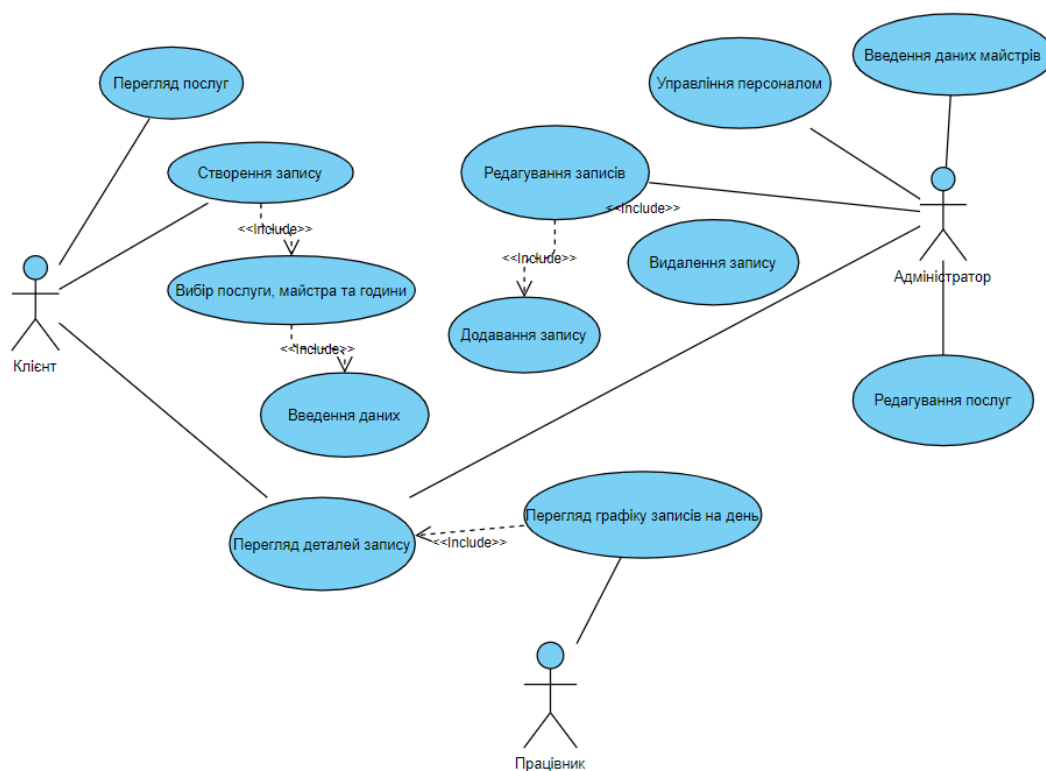 Введення даних майстрів
Перегляд послуг
Управління персоналом
Створення запису
Редагування записів
<<Include>>
<<Include>>
<<Include>>
Видалення запису
Адміністратор
Вибір послуги, майстра та години
Додавання запису
<<Include>>
Клієнт
Редагування послуг
Введення даних
Перегляд графіку записів на день
Перегляд деталей запису
<<Include>>
Працівник